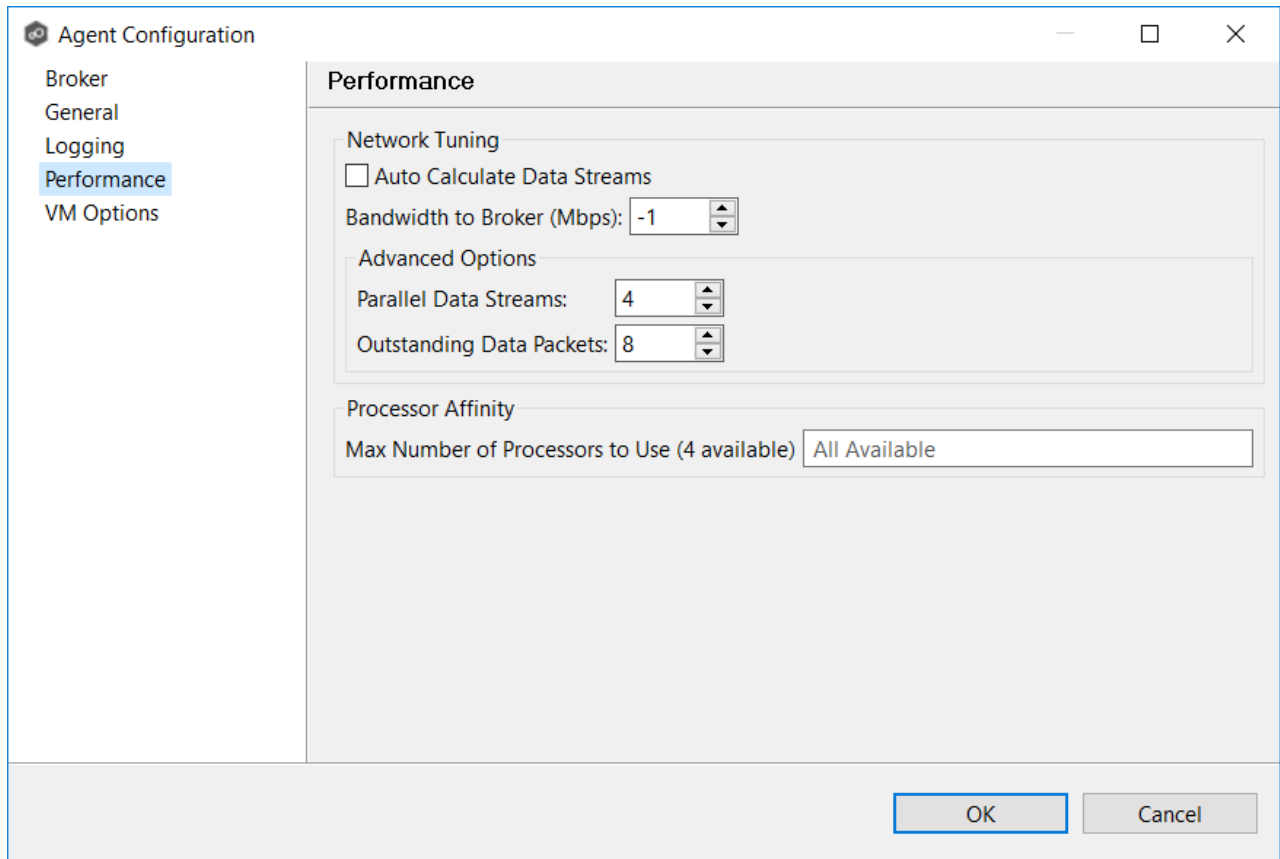 Agent Configuration
Broker
General
Logging
Performance
VM Options
Performance
Network Tuning
Auto Calculate Data Streams
Bandwidth to Broker (Mbps): -1
Advanced Options
Parallel Data Streams: 4
Outstanding Data Packets: 8
Processor Affinity
Max Number of Processors to Use (4 available) All Available
OK Cancel